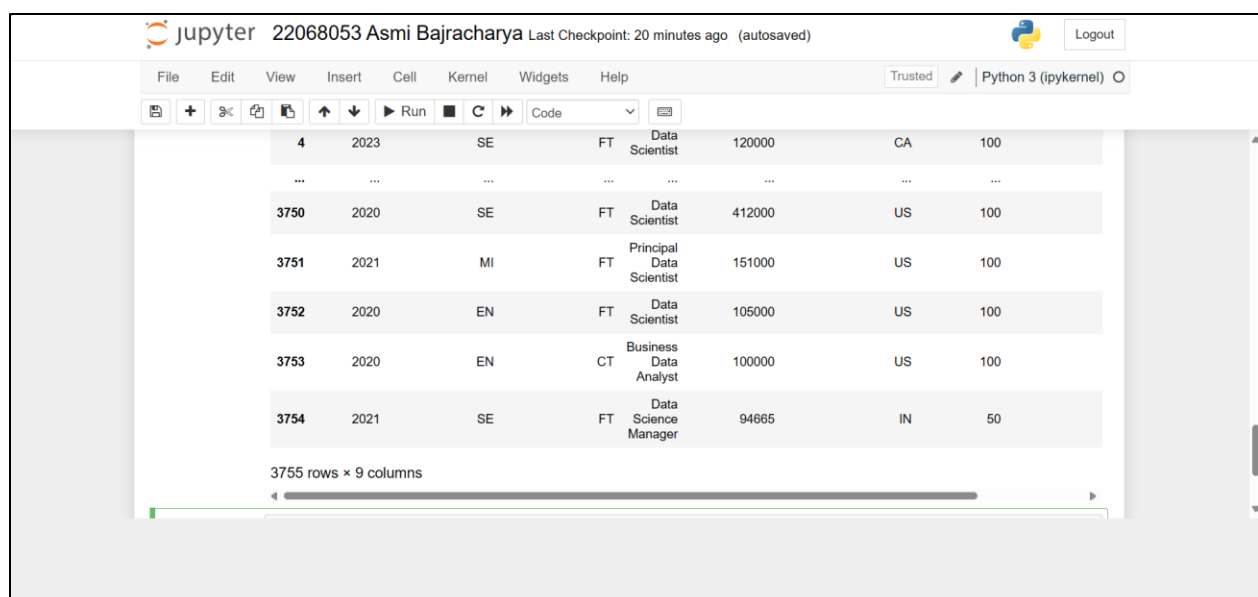 jupyter 22068053 Asmi Bajracharya Last Checkpoint: 20 minutes ago (autosaved) Logout
File Edit View Insert Cell Kernel Widgets Help Trusted Python 3 (ipykernel)
Run Code
4 2023 SE FT Data Scientist 120000 CA 100
... ... ... ... ... ... ... ...
3750 2020 SE FT Data Scientist 412000 US 100
3751 2021 MI FT Principal Data Scientist 151000 US 100
3752 2020 EN FT Data Scientist 105000 US 100
3753 2020 EN CT Business Data Analyst 100000 US 100
3754 2021 SE FT Data Science Manager 94665 IN 50
3755 rows × 9 columns